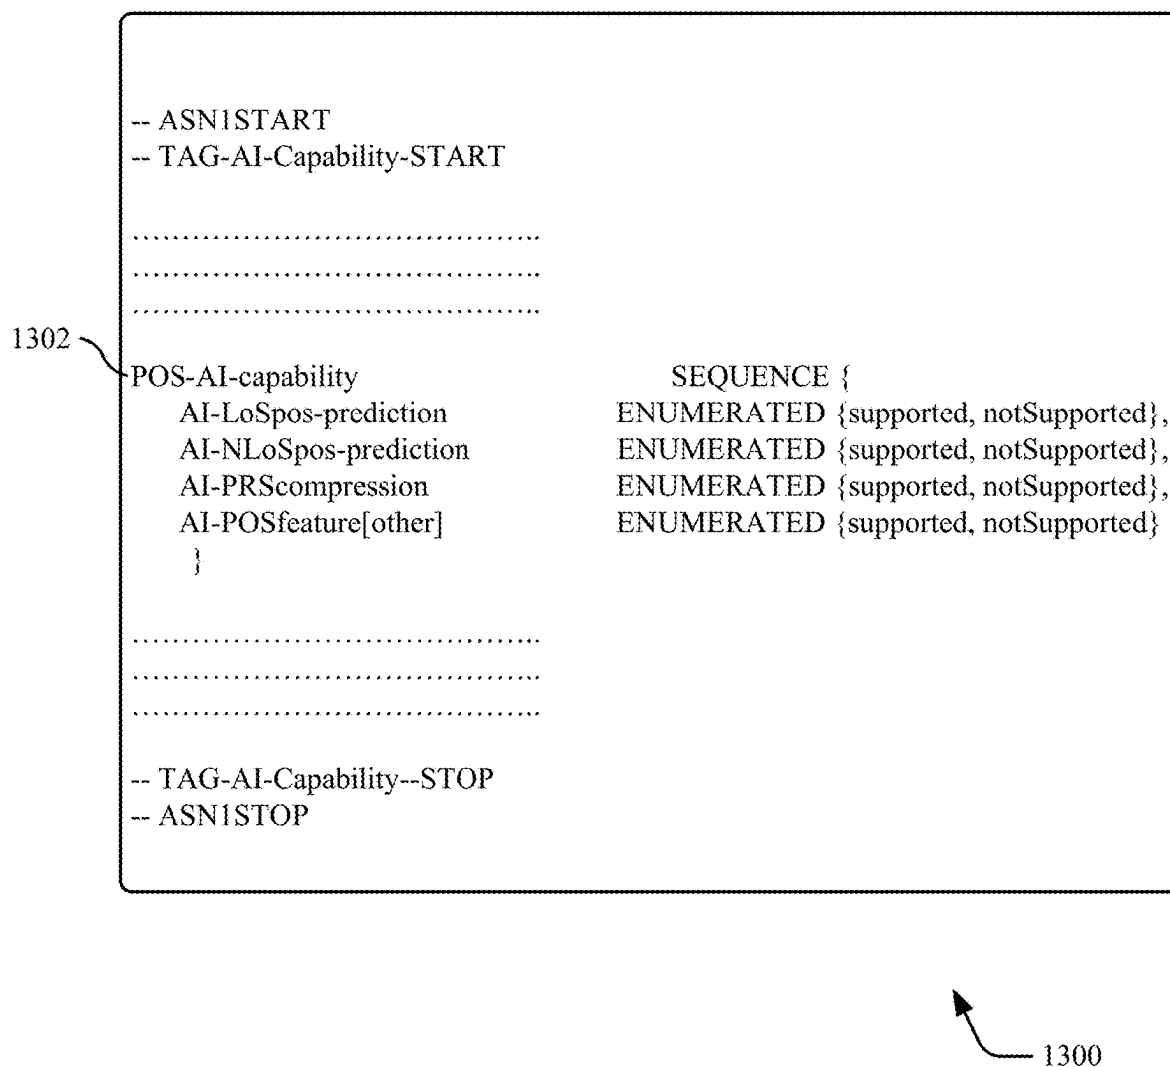 -- ASN1START
-- TAG-AI-Capability-START
……………………………………
……………………………………
……………………………………
1302
POS-AI-capability SEQUENCE {
AI-LoSpos-prediction ENUMERATED {supported, notSupported},
AI-NLoSpos-prediction ENUMERATED {supported, notSupported},
AI-PRScompression ENUMERATED {supported, notSupported},
AI-POSfeature[other] ENUMERATED {supported, notSupported}
}
……………………………………
……………………………………
……………………………………
-- TAG-AI-Capability--STOP
-- ASN1STOP
1300